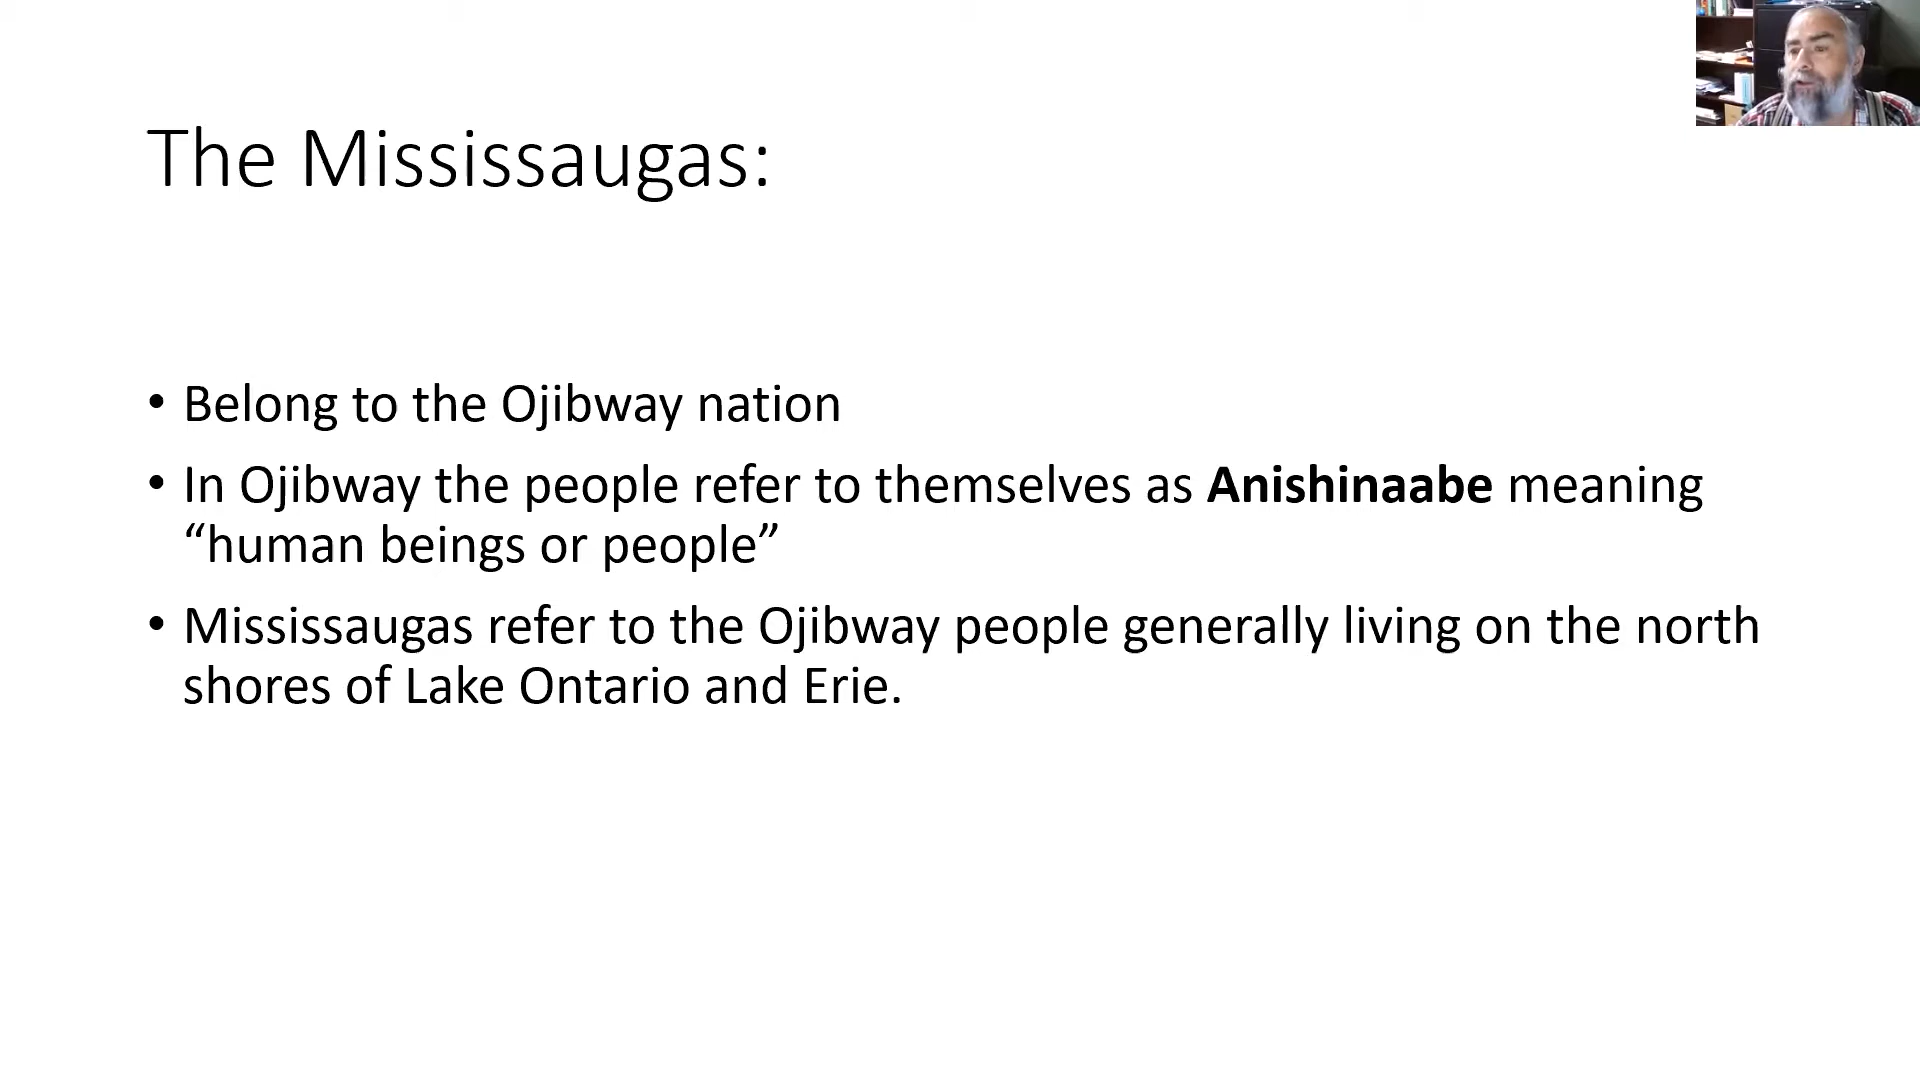 The Mississaugas:
• Belong to the Ojibway nation
• In Ojibway the people refer to themselves as Anishinaabe meaning
“human beings or people”
• Mississaugas refer to the Ojibway people generally living on the north
shores of Lake Ontario and Erie.